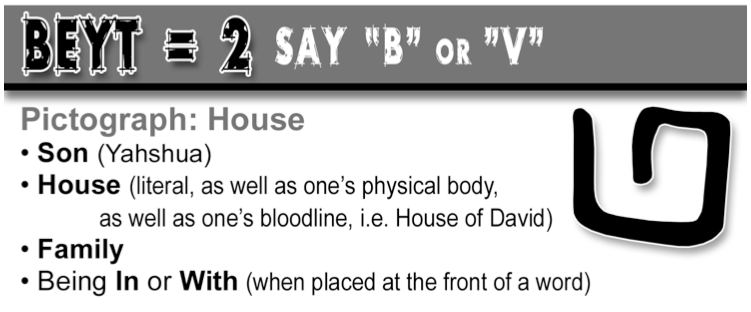 BEYT = 2 SAY "B" OR "V"
Pictograph: House
• Son (Yahshua)
• House (literal, as well as one's physical body,
as well as one's bloodline, i.e. House of David)
• Family
• Being In or With (when placed at the front of a word)